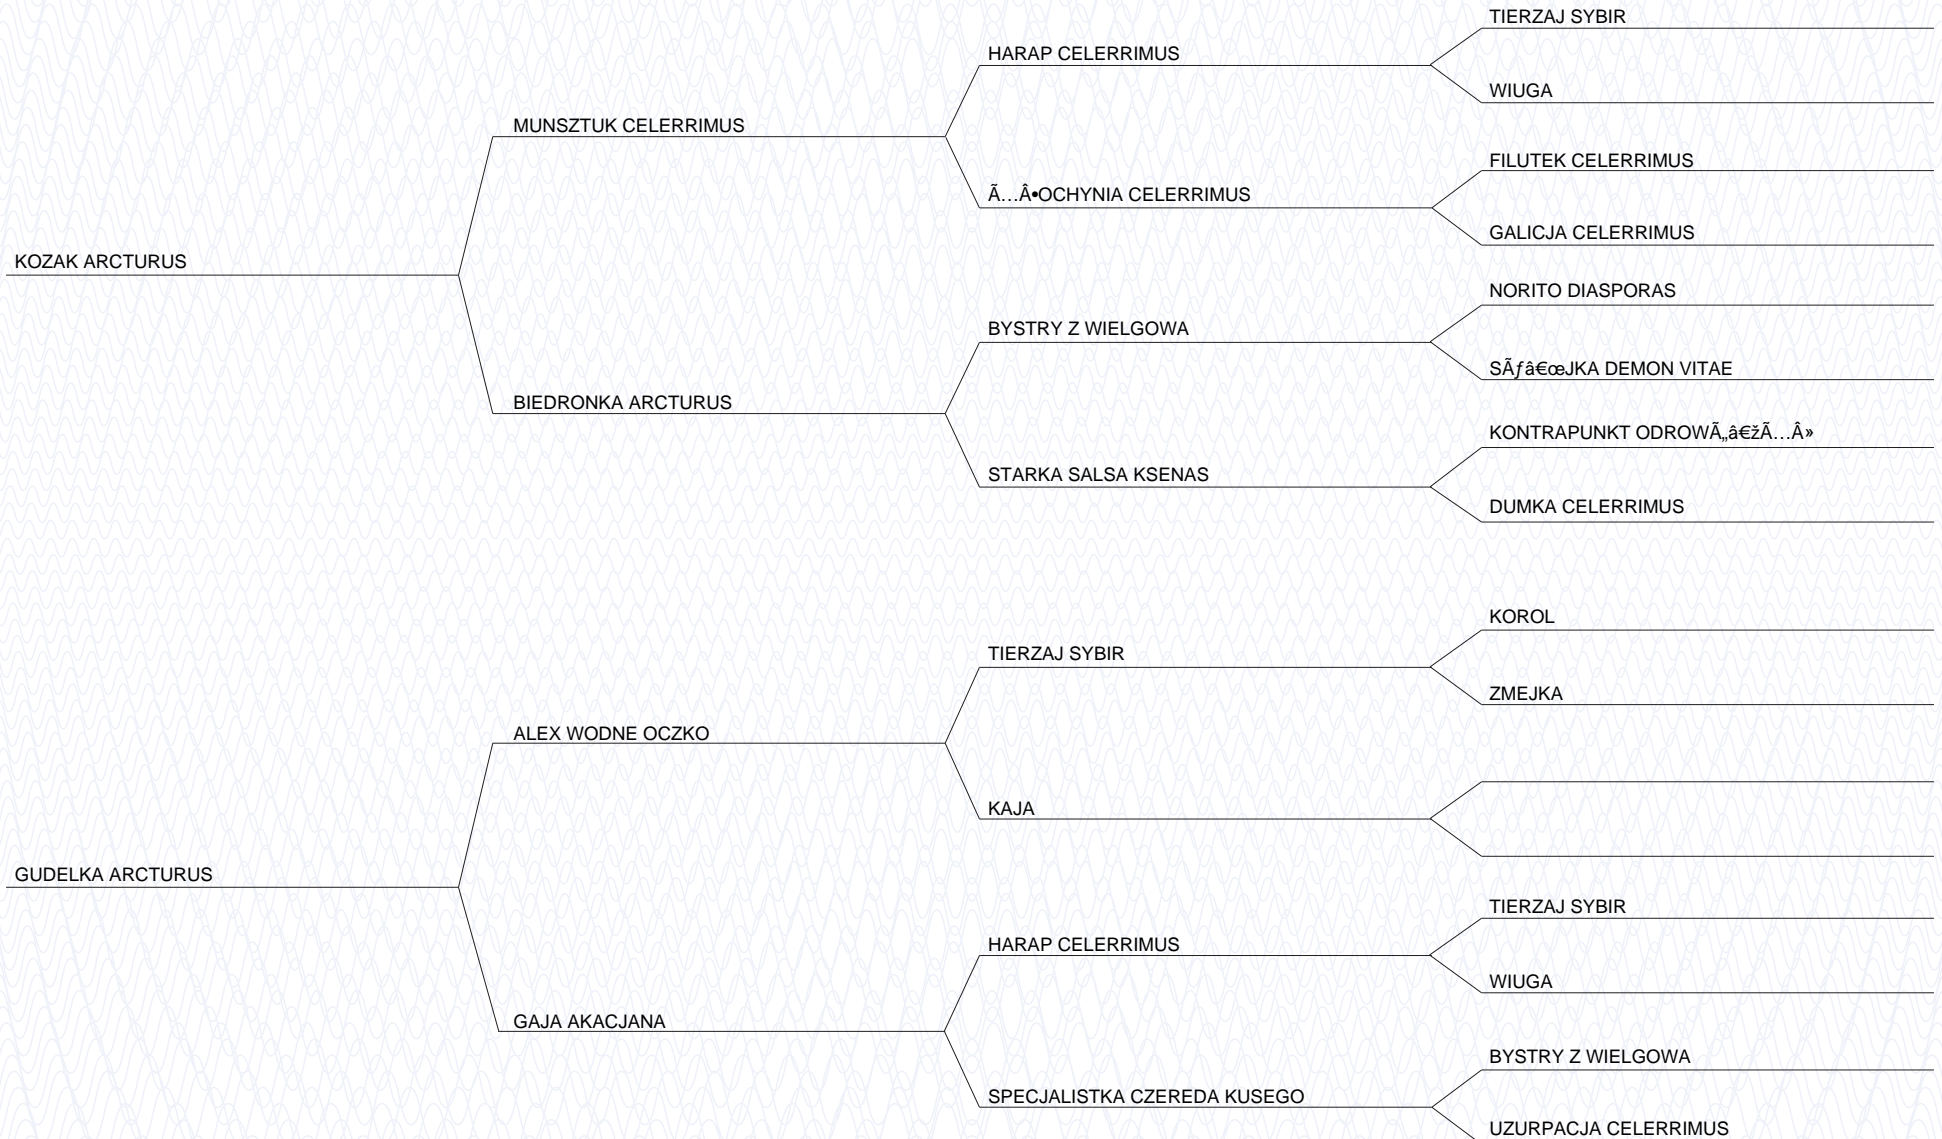 TIERZAJ SYBIR
HARAP CELERRIMUS
WIUGA
MUNSZTUK CELERRIMUS
FILUTEK CELERRIMUS
Ã…Â•OCHYNIA CELERRIMUS
GALICJA CELERRIMUS
KOZAK ARCTURUS
NORITO DIASPORAS
BYSTRY Z WIELGOWA
SÃƒâ€œJKA DEMON VITAE
BIEDRONKA ARCTURUS
KONTRAPUNKT ODROWÃ„â€žÃ…Â»
STARKA SALSA KSENAS
DUMKA CELERRIMUS
KOROL
TIERZAJ SYBIR
ZMEJKA
ALEX WODNE OCZKO
KAJA
GUDELKA ARCTURUS
TIERZAJ SYBIR
HARAP CELERRIMUS
WIUGA
GAJA AKACJANA
BYSTRY Z WIELGOWA
SPECJALISTKA CZEREDA KUSEGO
UZURPACJA CELERRIMUS